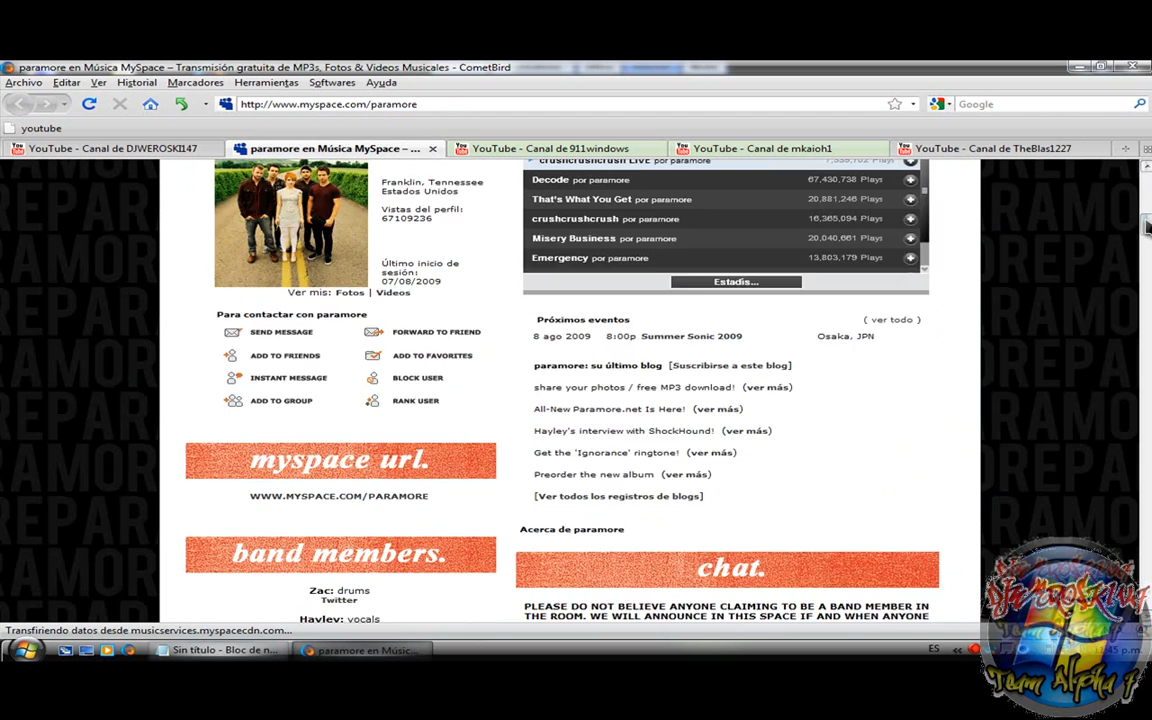 paramore en Música MySpace – Transmisión gratuita de MP3s, Fotos & Videos Musicales - CometBird
Archivo Editar Ver Historial Marcadores Herramientas Softwares Ayuda
http://www.myspace.com/paramore
Google
youtube
YouTube - Canal de DJWEROSKI147
paramore en Música MySpace – ...
YouTube - Canal de 911windows
YouTube - Canal de mkaioh1
YouTube - Canal de TheBlas1227
Franklin, Tennessee
Estados Unidos
Vistas del perfil:
67109236
Último inicio de
sesión:
07/08/2009
Ver mis: Fotos | Videos
Para contactar con paramore
SEND MESSAGE FORWARD TO FRIEND
ADD TO FRIENDS ADD TO FAVORITES
INSTANT MESSAGE BLOCK USER
ADD TO GROUP RANK USER
myspace url.
WWW.MYSPACE.COM/PARAMORE
band members.
Zac: drums
Twitter
Hayley: vocals
crushcrushcrush LIVE por paramore
Decode por paramore 67,430,738 Plays
That's What You Get por paramore 20,881,246 Plays
crushcrushcrush por paramore 16,365,094 Plays
Misery Business por paramore 20,040,661 Plays
Emergency por paramore 13,803,179 Plays
Estadís...
Próximos eventos ( ver todo )
8 ago 2009 8:00p Summer Sonic 2009 Osaka, JPN
paramore: su último blog [Suscribirse a este blog]
share your photos / free MP3 download! (ver más)
All-New Paramore.net Is Here! (ver más)
Hayley's interview with ShockHound! (ver más)
Get the 'Ignorance' ringtone! (ver más)
Preorder the new album (ver más)
[Ver todos los registros de blogs]
Acerca de paramore
chat.
PLEASE DO NOT BELIEVE ANYONE CLAIMING TO BE A BAND MEMBER IN
THE ROOM. WE WILL ANNOUNCE IN THIS SPACE IF AND WHEN ANYONE
Transfiriendo datos desde musicservices.myspacecdn.com...
Sin título - Bloc de n...
paramore en Músic...
ES
:45 p.m.
Team Alpha 7